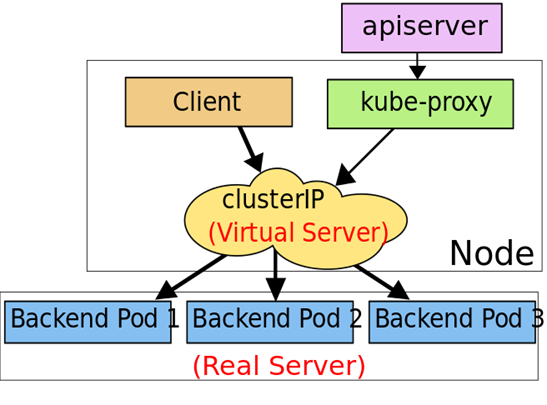 apiserver
Client
kube-proxy
clusterIP
(Virtual Server)
Node
Backend Pod 1
Backend Pod 2
Backend Pod 3
(Real Server)